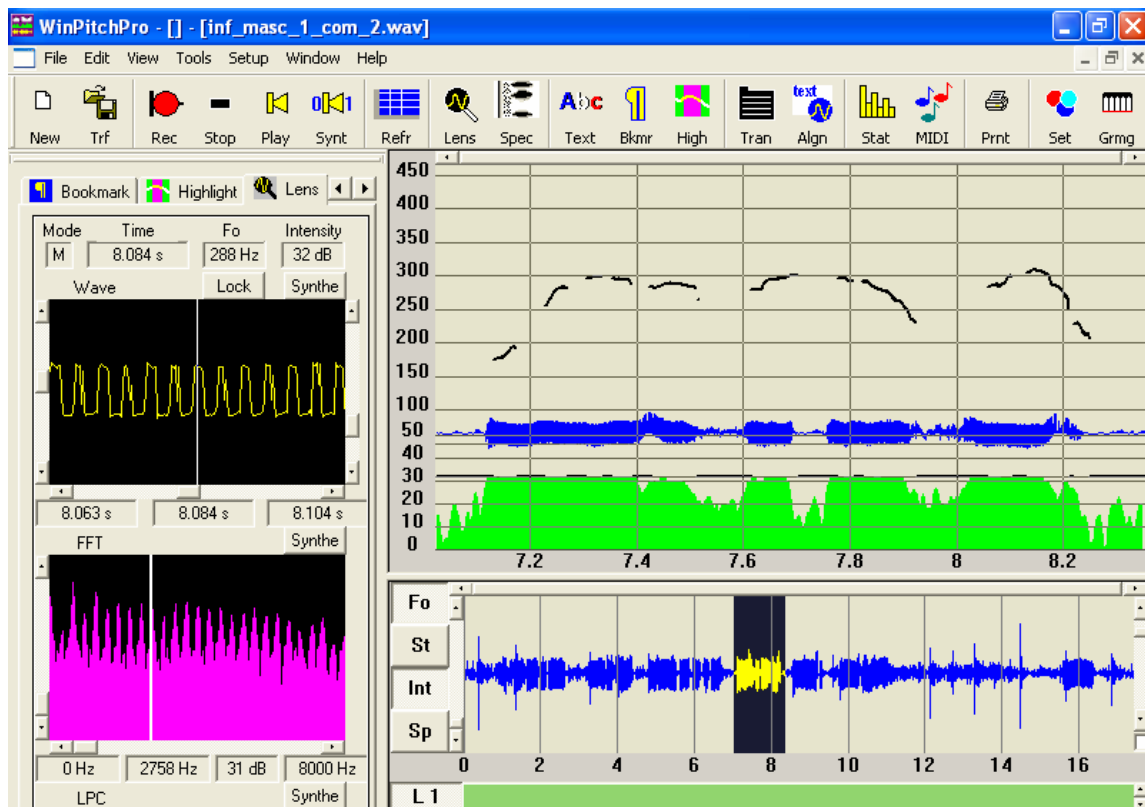 WinPitchPro - [] - [inf_masc_1_com_2.wav]
File Edit View Tools Setup Window Help
0 1 Abc text
New Trf Rec Stop Play Synt Refr Lens Spec Text Bkmr High Tran Algn Stat MIDI Prnt Set Grmg
Bookmark Highlight Lens
Mode Time Fo Intensity
M 8.084 s 288 Hz 32 dB
Wave Lock Synthe
8.063 s 8.084 s 8.104 s
FFT Synthe
0 Hz 2758 Hz 31 dB 8000 Hz
LPC Synthe
450
400
350
300
250
200
150
100
50
40
30
20
10
0
7.2 7.4 7.6 7.8 8 8.2
Fo
St
Int
Sp
0 2 4 6 8 10 12 14 16
L 1